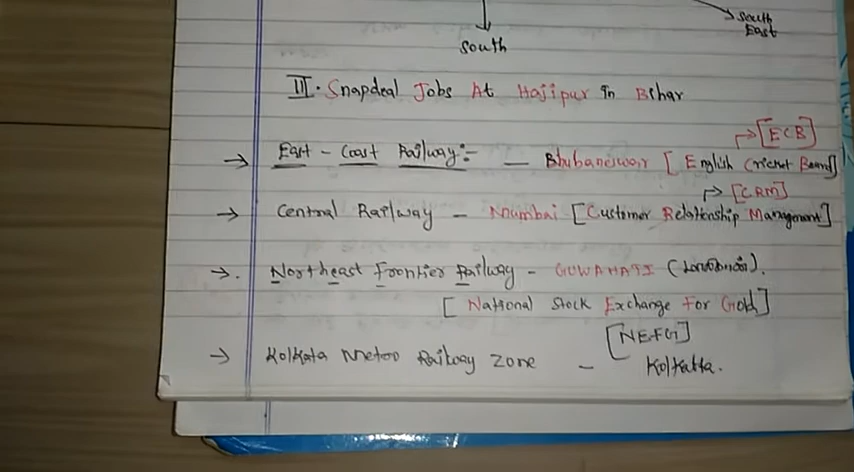 South
East
South
III. Snapdeal Jobs At Hajipur in Bihar
[ECB]
→ East - Coast Railway:- — Bhubaneswar [English Cricket Board]
[CRM]
→ Central Railway - Mumbai [Customer Relationship Management]
→. Northeast Frontier Railway - GUWAHATI
[National Stock Exchange For Gold]
[NEFG]
→ Kolkata Metro Railway Zone - Kolkatta.